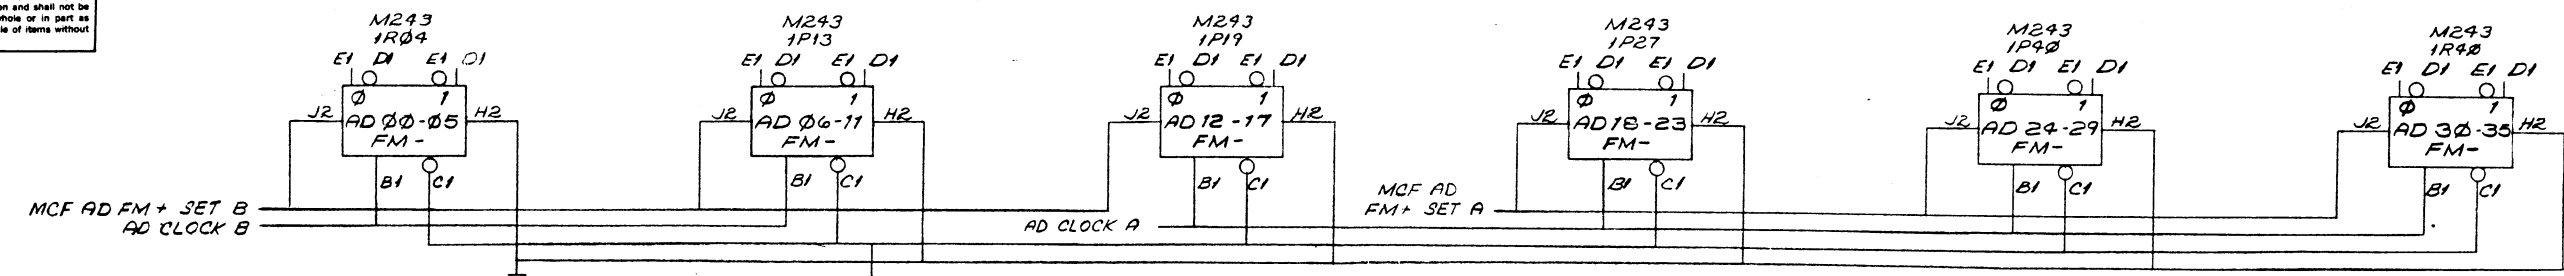 en and shall not be
whole or in part as
le of items without
M243
1RØ4
E1 D1 E1 D1
Ø 1
J2 AD ØØ-Ø5 H2
FM-
B1 C1
M243
1P13
E1 D1 E1 D1
Ø 1
J2 AD Ø6-11 H2
FM-
B1 C1
M243
1P19
E1 D1 E1 D1
Ø 1
J2 AD 12-17 H2
FM-
B1 C1
M243
1P27
E1 D1 E1 D1
Ø 1
J2 AD 18-23 H2
FM-
B1 C1
M243
1P4Ø
E1 D1 E1 D1
Ø 1
J2 AD 24-29 H2
FM-
B1 C1
M243
1R4Ø
E1 D1 E1 D1
Ø 1
J2 AD 3Ø-35 H2
FM-
B1 C1
MCF AD FM+ SET B
AD CLOCK B
AD CLOCK A
MCF AD
FM+ SET A